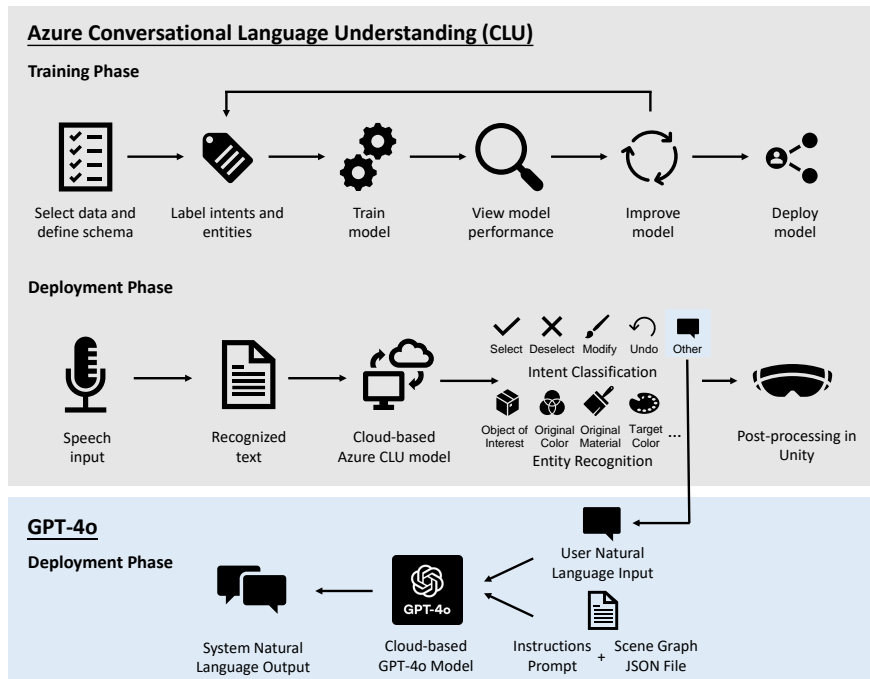 Azure Conversational Language Understanding (CLU)
Training Phase
Select data and
define schema
Label intents and
entities
Train
model
View model
performance
Improve
model
Deploy
model
Deployment Phase
Speech
input
Recognized
text
Cloud-based
Azure CLU model
Select Deselect Modify Undo Other
Intent Classification
Object of
Interest
Original
Color
Original
Material
Target
Color
...
Entity Recognition
Post-processing in
Unity
GPT-4o
Deployment Phase
User Natural
Language Input
Instructions
Prompt
+
Scene Graph
JSON File
GPT-4o
Cloud-based
GPT-4o Model
System Natural
Language Output